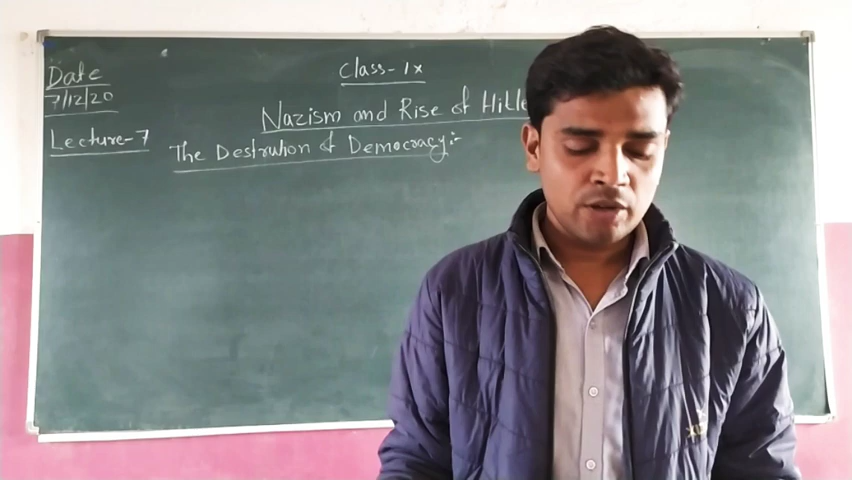 Class-IX
Date
7/12/20
Nazism and Rise of Hitle
Lecture-7
The Destrution of Democracy:-